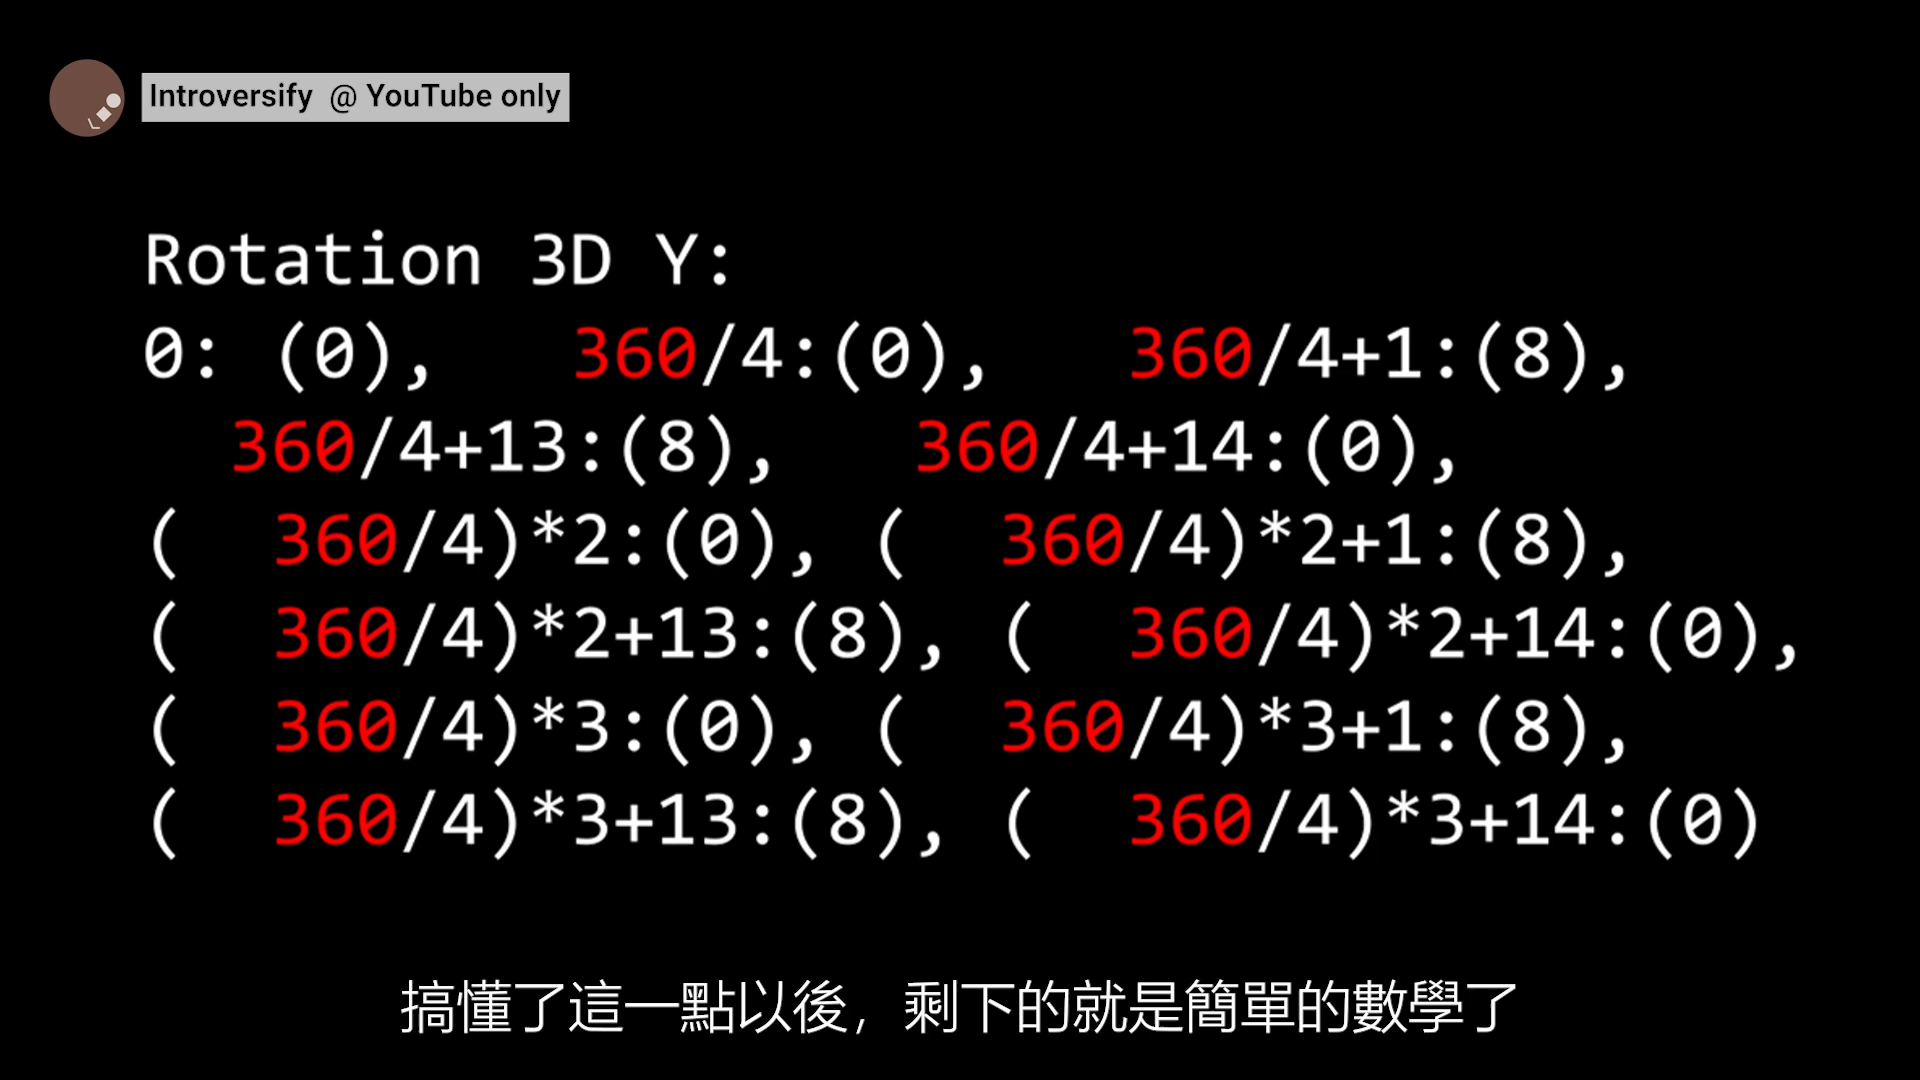 Introversify @ YouTube only
Rotation 3D Y:
0: (0),   360/4:(0),   360/4+1:(8),
  360/4+13:(8),   360/4+14:(0),
(  360/4)*2:(0), (  360/4)*2+1:(8),
(  360/4)*2+13:(8), (  360/4)*2+14:(0),
(  360/4)*3:(0), (  360/4)*3+1:(8),
(  360/4)*3+13:(8), (  360/4)*3+14:(0)
搞懂了這一點以後，剩下的就是簡單的數學了